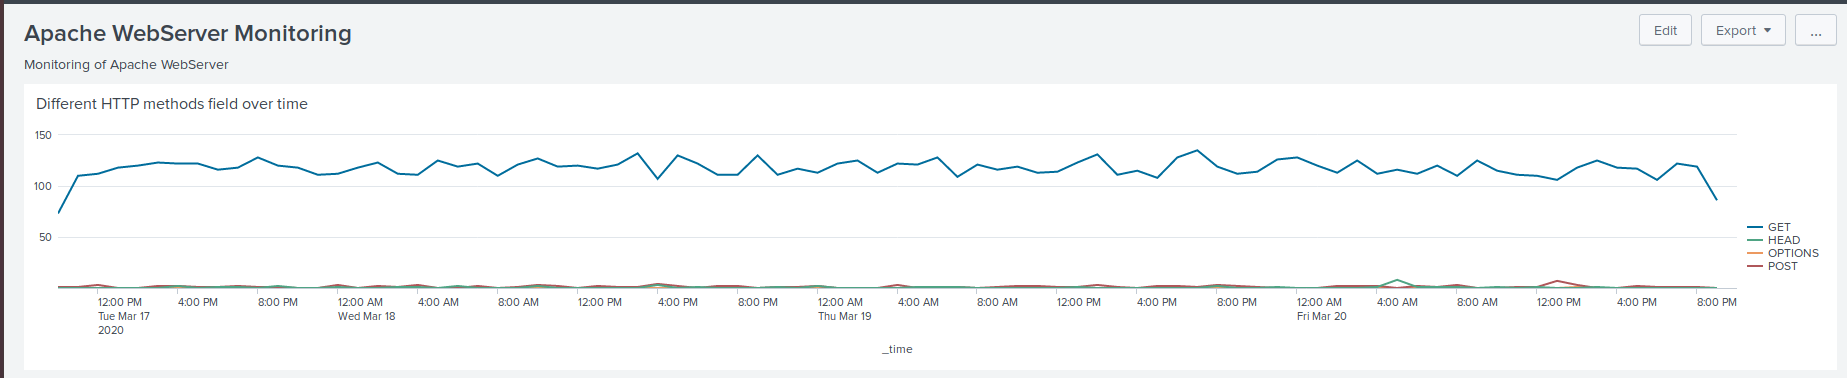 Apache WebServer Monitoring
Edit
Export
...
Monitoring of Apache WebServer
Different HTTP methods field over time
150
100
50
GET
HEAD
OPTIONS
POST
12:00 PM 4:00 PM 8:00 PM 12:00 AM 4:00 AM 8:00 AM 12:00 PM 4:00 PM 8:00 PM 12:00 AM 4:00 AM 8:00 AM 12:00 PM 4:00 PM 8:00 PM 12:00 AM 4:00 AM 8:00 AM 12:00 PM 4:00 PM 8:00 PM
Tue Mar 17 Wed Mar 18 Thu Mar 19 Fri Mar 20
2020
_time